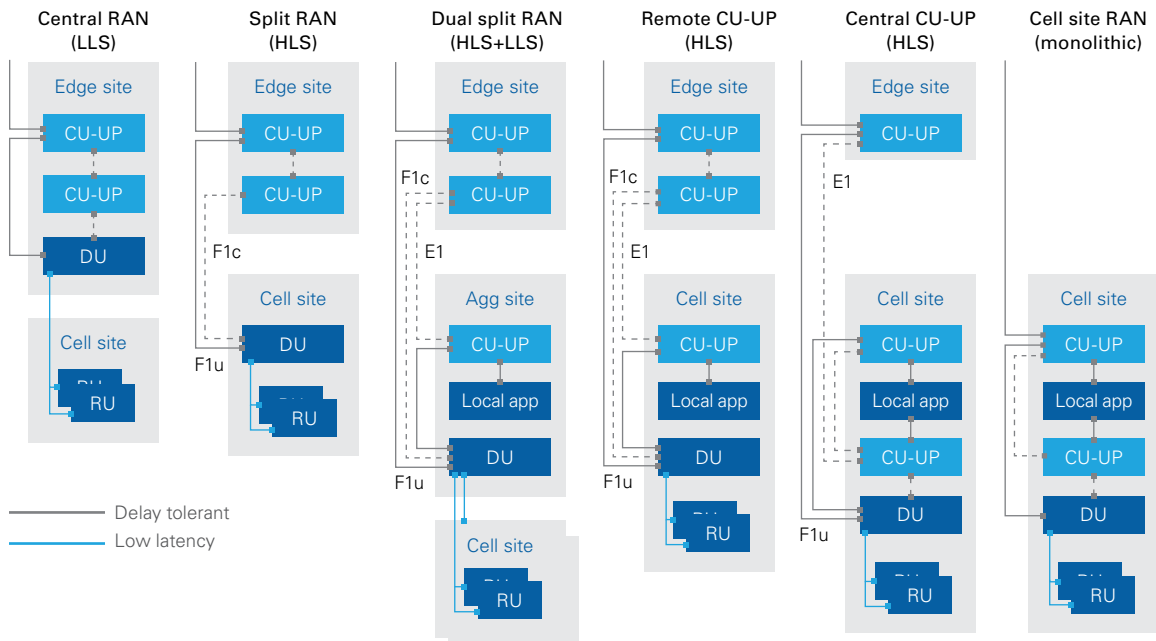 Central RAN
(LLS)
Edge site
CU-UP
CU-UP
DU
Cell site
RU
RU
Split RAN
(HLS)
Edge site
CU-UP
CU-UP
F1c
Cell site
DU
F1u
RU
Dual split RAN
(HLS+LLS)
Edge site
CU-UP
F1c
CU-UP
E1
Agg site
CU-UP
Local app
DU
F1u
Cell site
RU
Remote CU-UP
(HLS)
Edge site
CU-UP
F1c
CU-UP
E1
Cell site
CU-UP
Local app
DU
F1u
RU
Central CU-UP
(HLS)
Edge site
CU-UP
E1
Cell site
CU-UP
Local app
CU-UP
DU
F1u
RU
Cell site RAN
(monolithic)
Cell site
CU-UP
Local app
CU-UP
DU
RU
Delay tolerant
Low latency